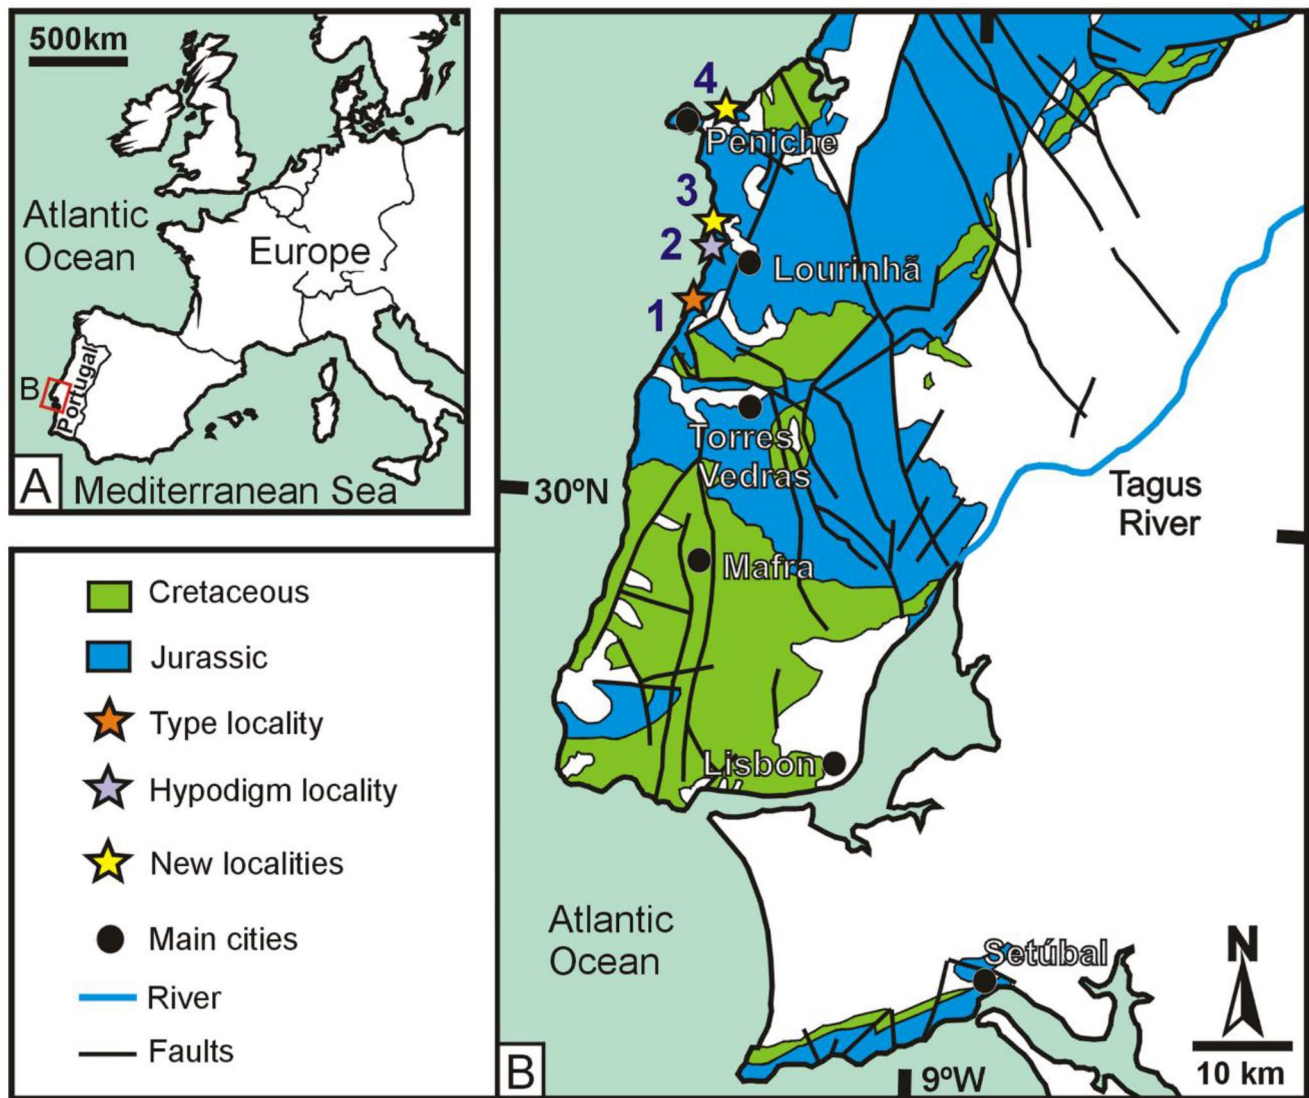 500km
Atlantic
Ocean
Europe
Portugal
B
A
Mediterranean Sea
Cretaceous
Jurassic
Type locality
Hypodigm locality
New localities
Main cities
River
Faults
4
Peniche
3
2
Lourinhã
1
Torres
Vedras
30ºN
Tagus
River
Mafra
Lisbon
Atlantic
Ocean
Setúbal
N
10 km
B
9ºW